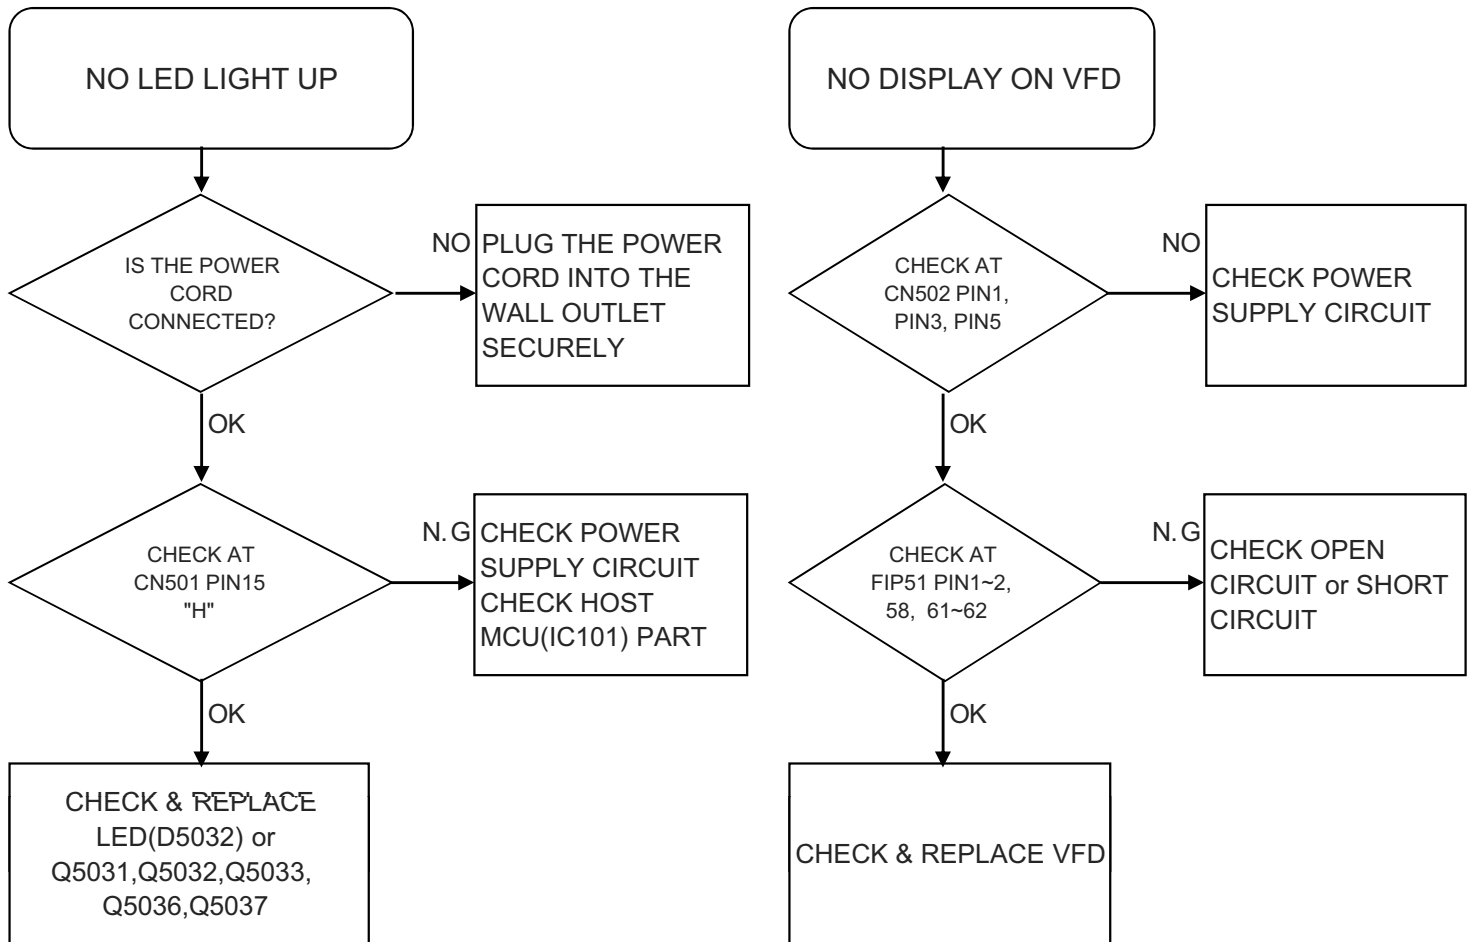 NO LED LIGHT UP
IS THE POWER
CORD
CONNECTED?
NO
PLUG THE POWER
CORD INTO THE
WALL OUTLET
SECURELY
OK
CHECK AT
CN501 PIN15
"H"
N.G
CHECK POWER
SUPPLY CIRCUIT
CHECK HOST
MCU(IC101) PART
OK
CHECK & REPLACE
LED(D5032) or
Q5031,Q5032,Q5033,
Q5036,Q5037
NO DISPLAY ON VFD
CHECK AT
CN502 PIN1,
PIN3, PIN5
NO
CHECK POWER
SUPPLY CIRCUIT
OK
CHECK AT
FIP51 PIN1~2,
58, 61~62
N.G
CHECK OPEN
CIRCUIT or SHORT
CIRCUIT
OK
CHECK & REPLACE VFD